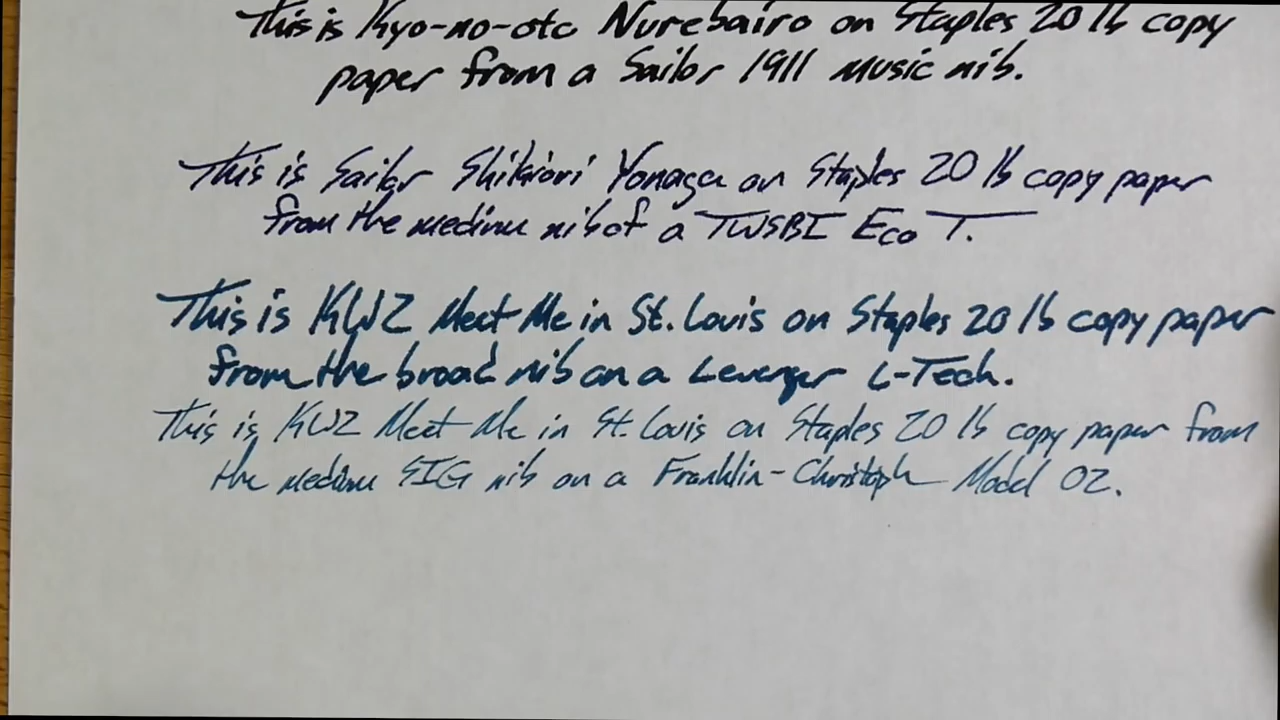 This is Kyo-no-oto Nurebairo on Staples 20 lb copy
paper from a Sailor 1911 music nib.
This is Sailor Shikiori Yonaga on Staples 20 lb copy paper
from the medium nib of a TWSBI Eco T.
This is KWZ Meet Me in St. Louis on Staples 20 lb copy paper
from the broad nib on a Levenger L-Tech.
This is KWZ Meet Me in St. Louis on Staples 20 lb copy paper from
the medium SIG nib on a Franklin-Christoph Model 02.